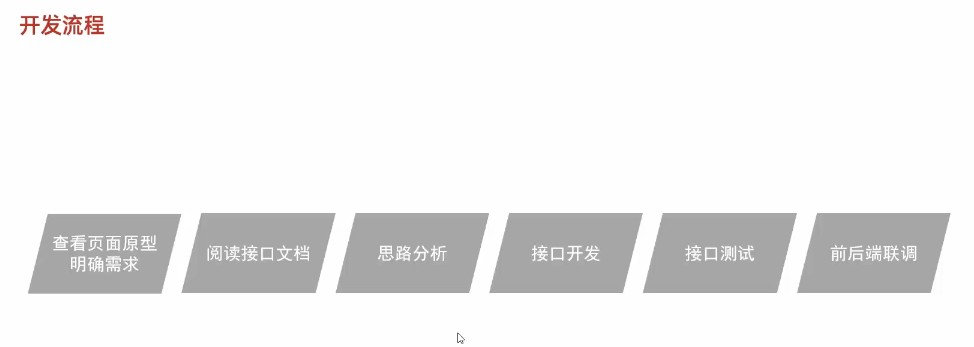 开发流程
查看页面原型
明确需求
阅读接口文档
思路分析
接口开发
接口测试
前后端联调